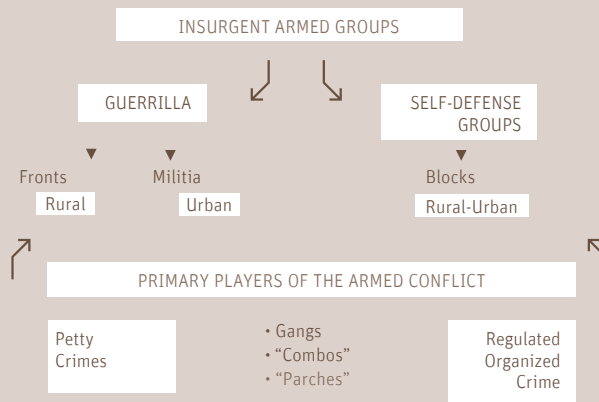 INSURGENT ARMED GROUPS
GUERRILLA
SELF-DEFENSE
GROUPS
Fronts
Rural
Militia
Urban
Blocks
Rural-Urban
PRIMARY PLAYERS OF THE ARMED CONFLICT
Petty
Crimes
• Gangs
• “Combos”
• “Parches”
Regulated
Organized
Crime